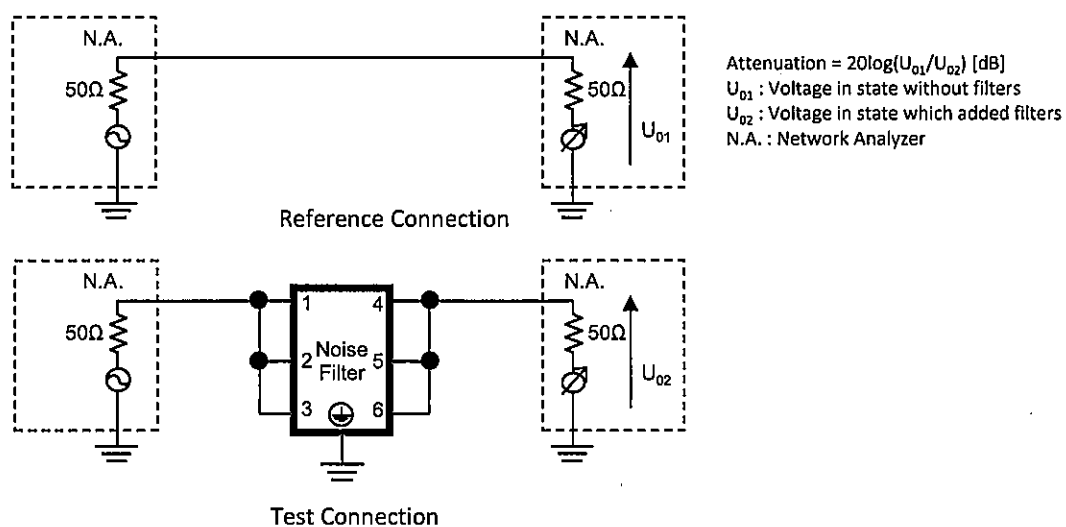 N.A.
50Ω
N.A.
50Ω
U01
Attenuation = 20log(U01/U02) [dB]
U01 : Voltage in state without filters
U02 : Voltage in state which added filters
N.A. : Network Analyzer
Reference Connection
N.A.
50Ω
1
2
3
Noise
Filter
4
5
6
N.A.
50Ω
U02
Test Connection